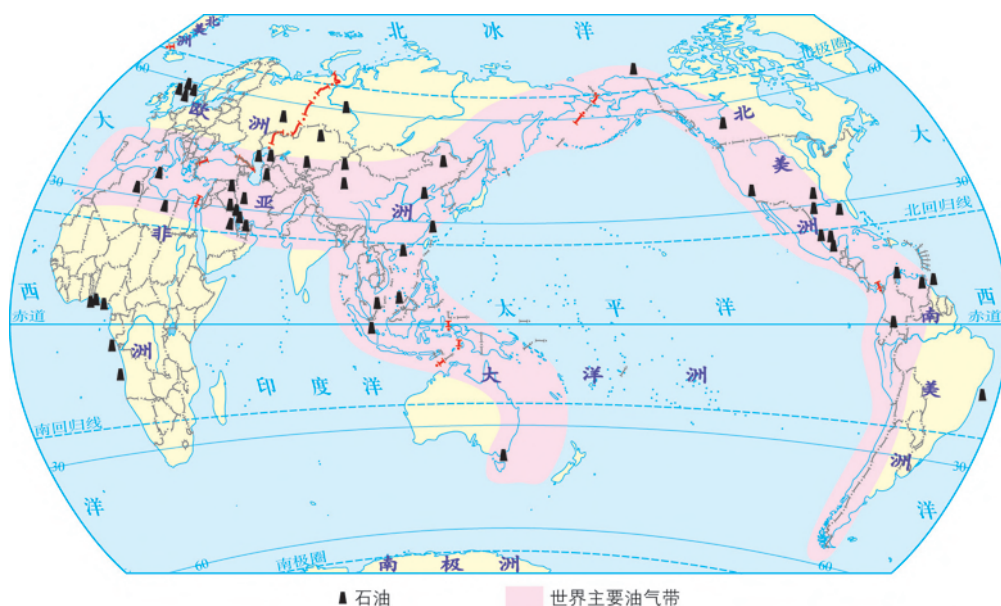 北美洲
北冰洋
北极圈
60
60
欧洲
大
北美洲
大
30
亚洲
30
北回归线
非洲
西
太平洋
西
赤道
赤道
南美洲
印度洋
大洋洲
南回归线
30
30
洋
洋
60
南极圈
南极洲
60
石油
世界主要油气带